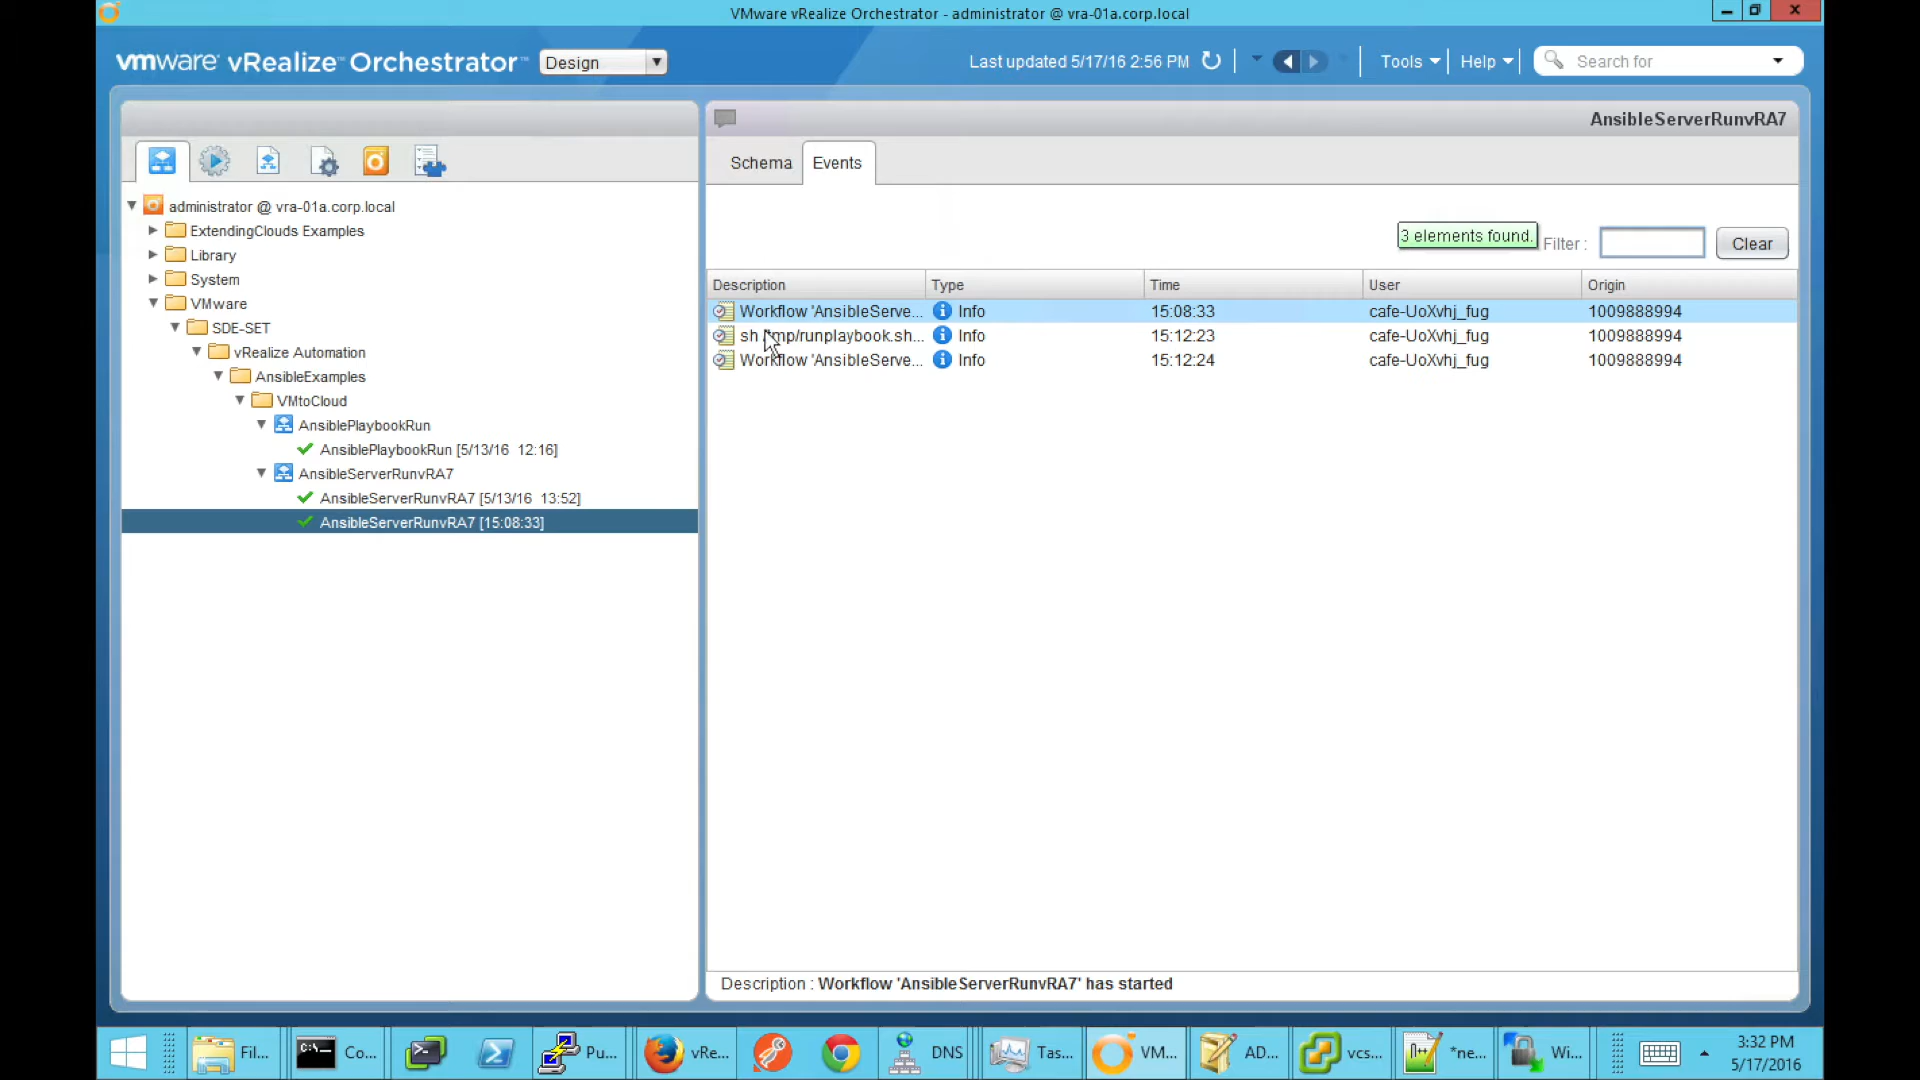 VMware vRealize Orchestrator - administrator @ vra-01a.corp.local
vmware vRealize™ Orchestrator™
Design
Last updated 5/17/16 2:56 PM
Tools
Help
Search for
AnsibleServerRunvRA7
Schema
Events
3 elements found.
Filter :
Clear
Description
Type
Time
User
Origin
Workflow 'AnsibleServe...
Info
15:08:33
cafe-UoXvhj_fug
1009888994
sh /tmp/runplaybook.sh...
Info
15:12:23
cafe-UoXvhj_fug
1009888994
Workflow 'AnsibleServe...
Info
15:12:24
cafe-UoXvhj_fug
1009888994
administrator @ vra-01a.corp.local
ExtendingClouds Examples
Library
System
VMware
SDE-SET
vRealize Automation
AnsibleExamples
VMtoCloud
AnsiblePlaybookRun
AnsiblePlaybookRun [5/13/16 12:16]
AnsibleServerRunvRA7
AnsibleServerRunvRA7 [5/13/16 13:52]
AnsibleServerRunvRA7 [15:08:33]
Description : Workflow 'AnsibleServerRunvRA7' has started
Fil...
C:\.
Co...
Pu...
vRe...
DNS
Tas...
VM...
AD...
vcs...
*ne...
Wi...
3:32 PM
5/17/2016